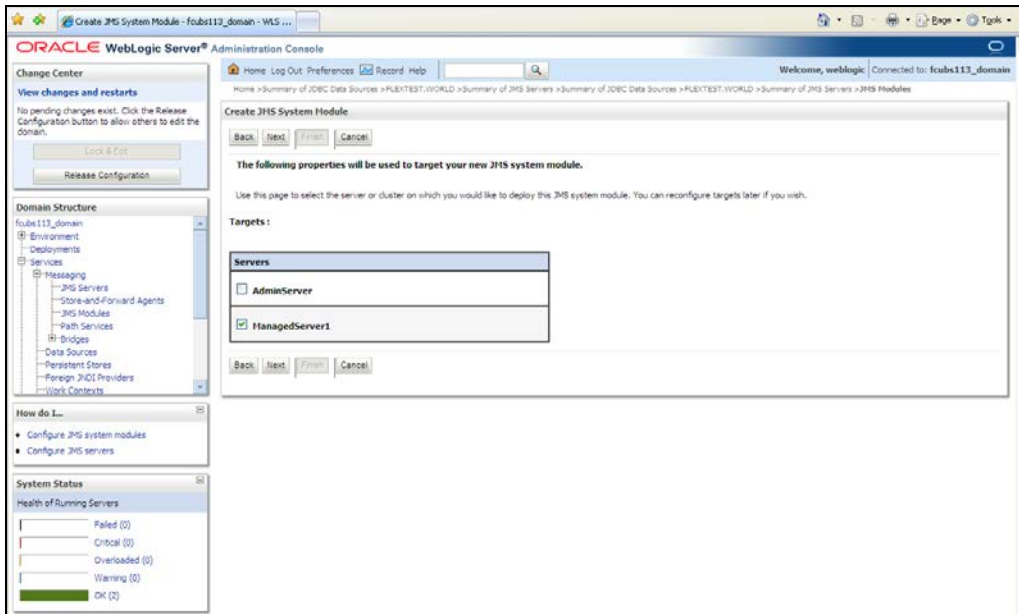 Create JMS System Module - fcubs113_domain - WLS ...
Page
Tools
ORACLE WebLogic Server® Administration Console
Change Center
View changes and restarts
No pending changes exist. Click the Release
Configuration button to allow others to edit the
domain.
Lock & Edit
Release Configuration
Domain Structure
fcubs113_domain
Environment
Deployments
Services
Messaging
JMS Servers
Store-and-Forward Agents
JMS Modules
Path Services
Bridges
Data Sources
Persistent Stores
Foreign JNDI Providers
Work Contexts
How do I...
Configure JMS system modules
Configure JMS servers
System Status
Health of Running Servers
Failed (0)
Critical (0)
Overloaded (0)
Warning (0)
OK (2)
Home Log Out Preferences Record Help
Welcome, weblogic Connected to: fcubs113_domain
Home >Summary of JDBC Data Sources >FLEXTEST.WORLD >Summary of JMS Servers >Summary of JDBC Data Sources >FLEXTEST.WORLD >Summary of JMS Servers >JMS Modules
Create JMS System Module
Back Next Finish Cancel
The following properties will be used to target your new JMS system module.
Use this page to select the server or cluster on which you would like to deploy this JMS system module. You can reconfigure targets later if you wish.
Targets :
Servers
AdminServer
ManagedServer1
Back Next Finish Cancel